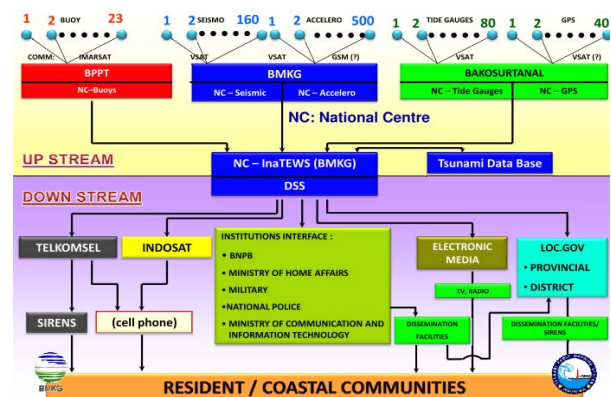 1 2 BUOY 23
1 2 SEISMO 160
1 2 ACCELERO 500
1 2 TIDE GAUGES 80
1 2 GPS 40
COMM: IMARSAT
VSAT
VSAT
GSM (?)
VSAT
VSAT (?)
BPPT
NC–Buoys
BMKG
NC – Seismic
NC – Accelero
BAKOSURTANAL
NC – Tide Gauges
NC – GPS
NC: National Centre
UP STREAM
NC – InaTEWS (BMKG)
Tsunami Data Base
DSS
DOWN STREAM
TELKOMSEL
INDOSAT
INSTITUTIONS INTERFACE :
• BNPB
• MINISTRY OF HOME AFFAIRS
• MILITARY
•NATIONAL POLICE
• MINISTRY OF COMMUNICATION AND
INFORMATION TECHNOLOGY
ELECTRONIC
MEDIA
TV, RADIO
LOC.GOV
• PROVINCIAL
• DISTRICT
SIRENS
(cell phone)
DISSEMINATION
FACILITIES
DISSEMINATION FACILITIES/
SIRENS
BMKG
RESIDENT / COASTAL COMMUNITIES